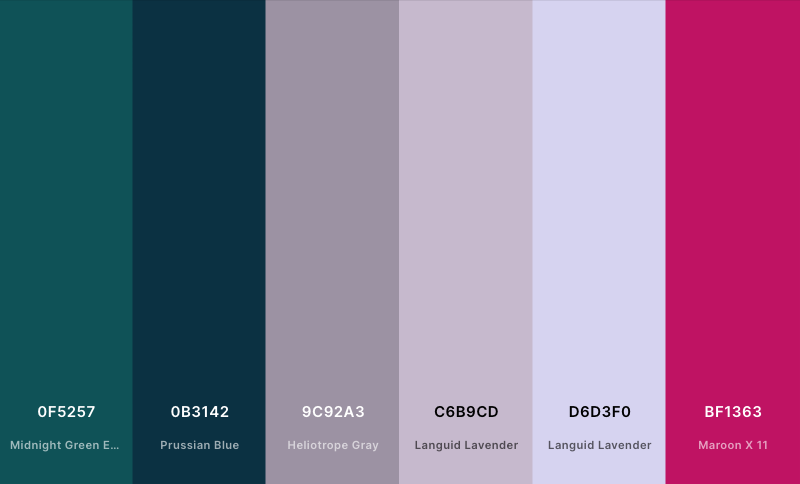 0F5257
Midnight Green E...
0B3142
Prussian Blue
9C92A3
Heliotrope Gray
C6B9CD
Languid Lavender
D6D3F0
Languid Lavender
BF1363
Maroon X 11